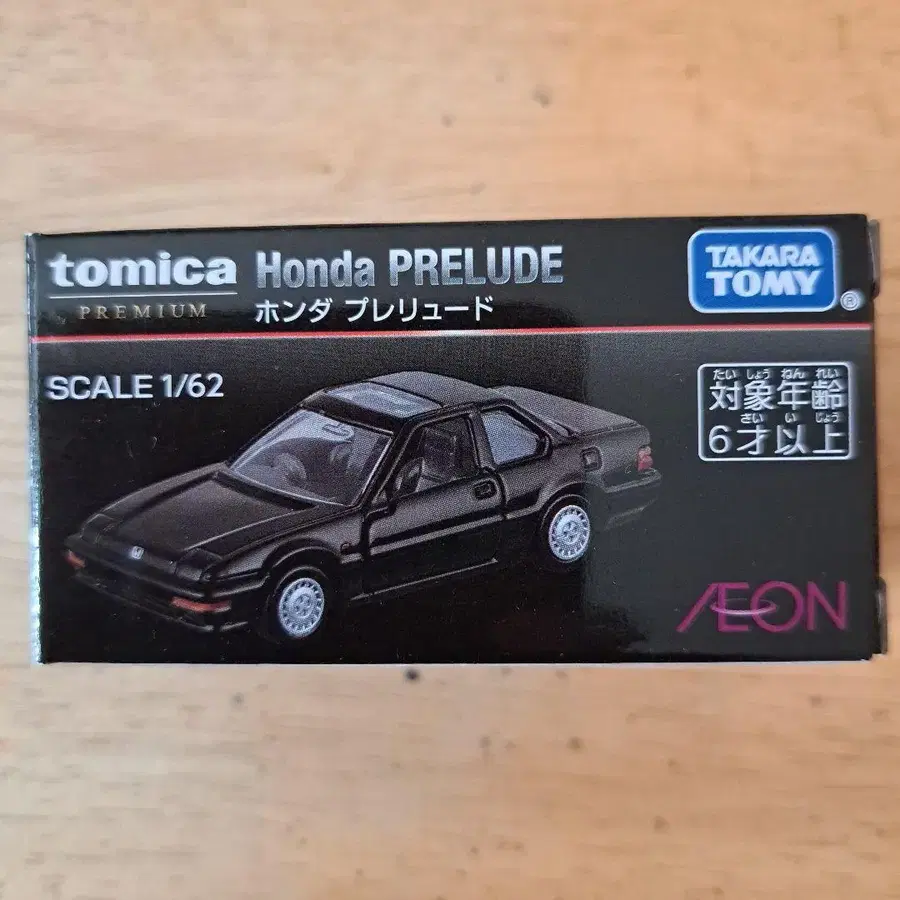 tomica
PREMIUM
Honda PRELUDE
ホンダ プレリュード
TAKARA
TOMY
®
SCALE 1/62
たい しょう ねん れい
対象年齢
さい い じょう
6才以上
ÆON